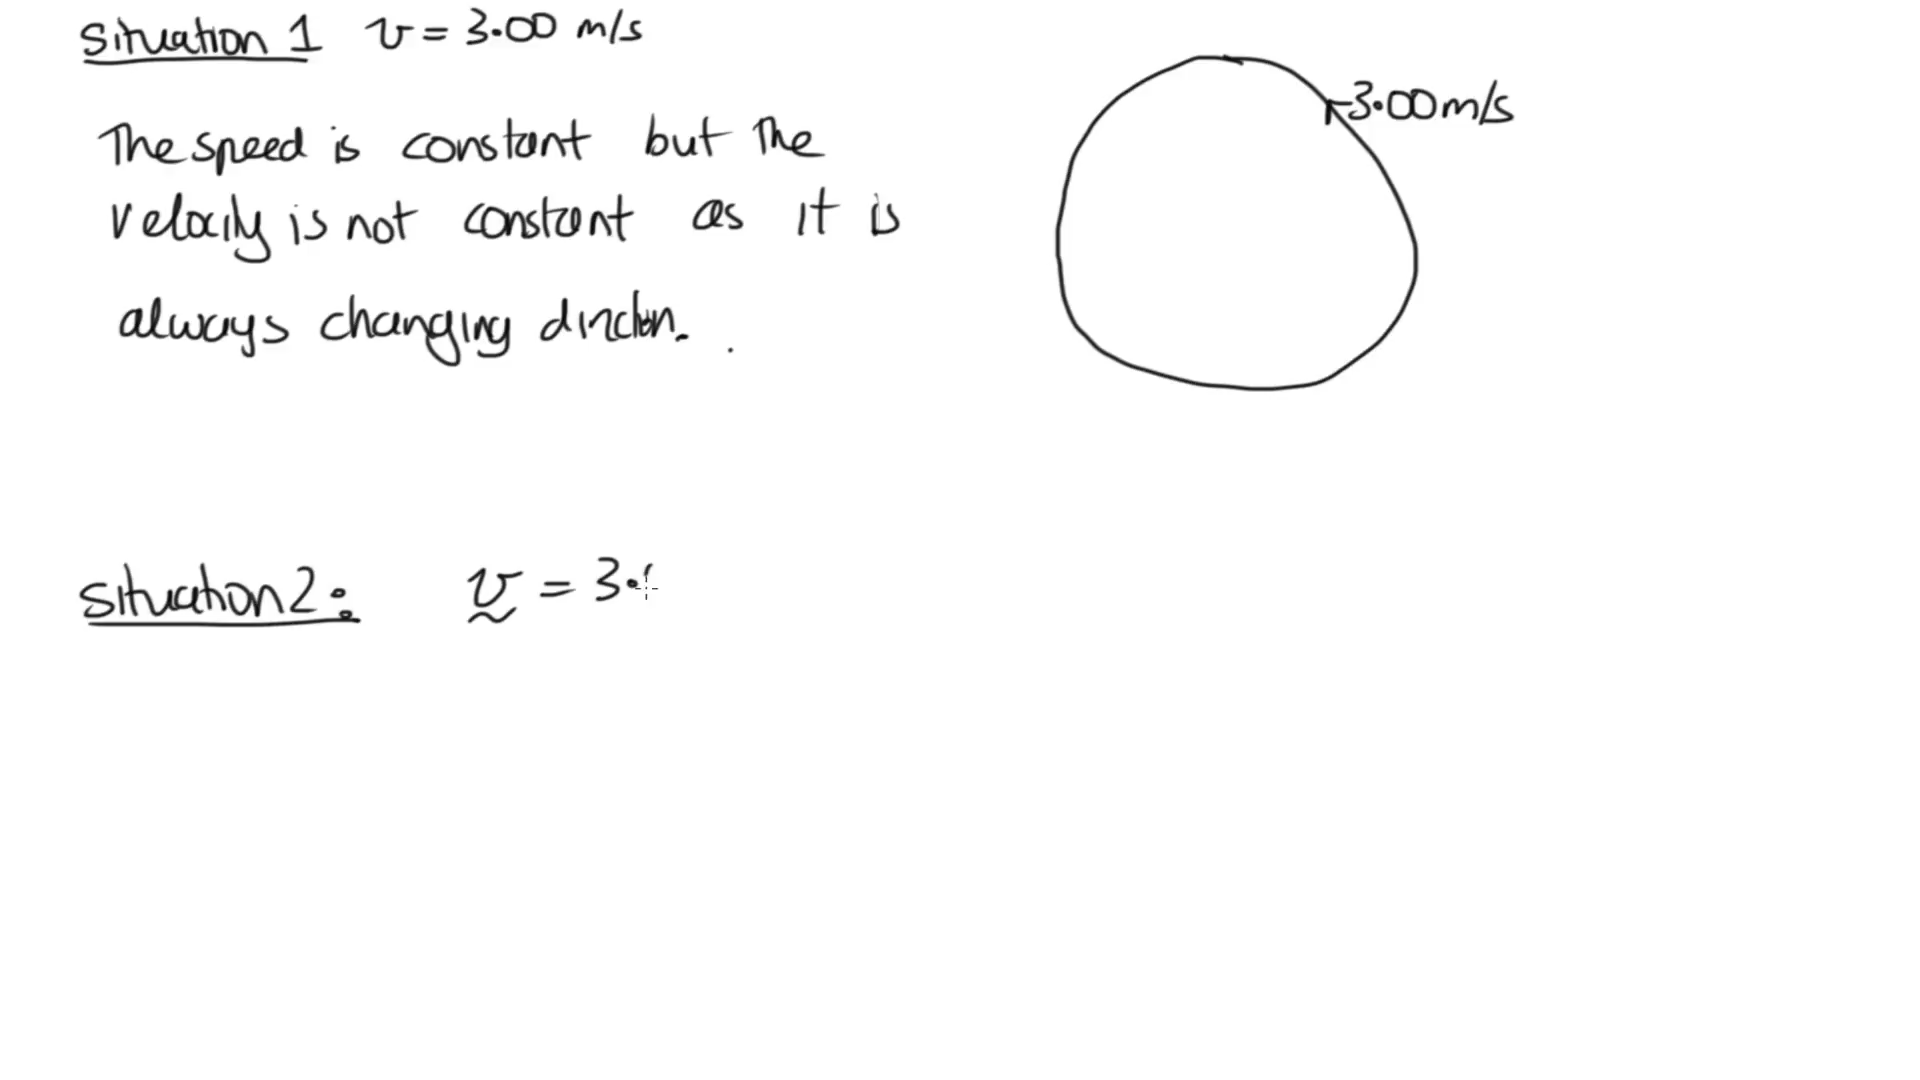 Situation 1 v = 3.00 m/s
3.00 m/s
The speed is constant but the
velocity is not constant as it is
always changing direction.
Situation 2: v = 3.